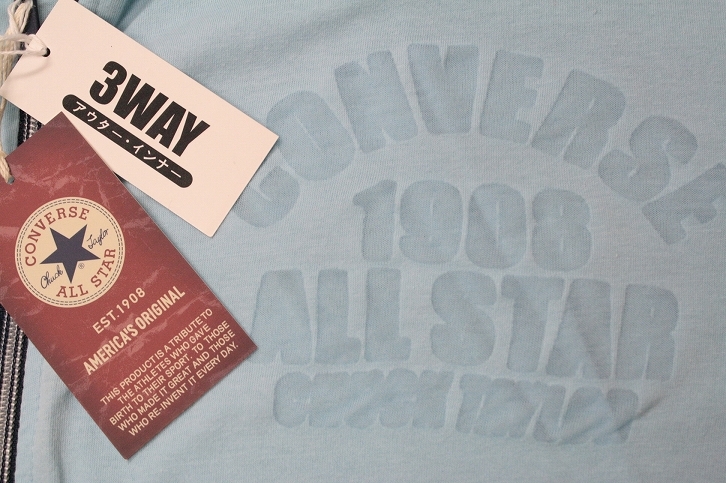 3WAY
アウター・インナー
CONVERSE
Chuck Taylor
®
ALL STAR
EST.1908
AMERICA'S ORIGINAL
THIS PRODUCT IS A TRIBUTE TO
THE ATHLETES WHO GAVE
BIRTH TO THEIR SPORT. TO THOSE
WHO MADE IT GREAT AND THOSE
WHO RE-INVENT IT EVERY DAY.
CONVERSE
1908
ALL STAR
CHUCK TAYLOR